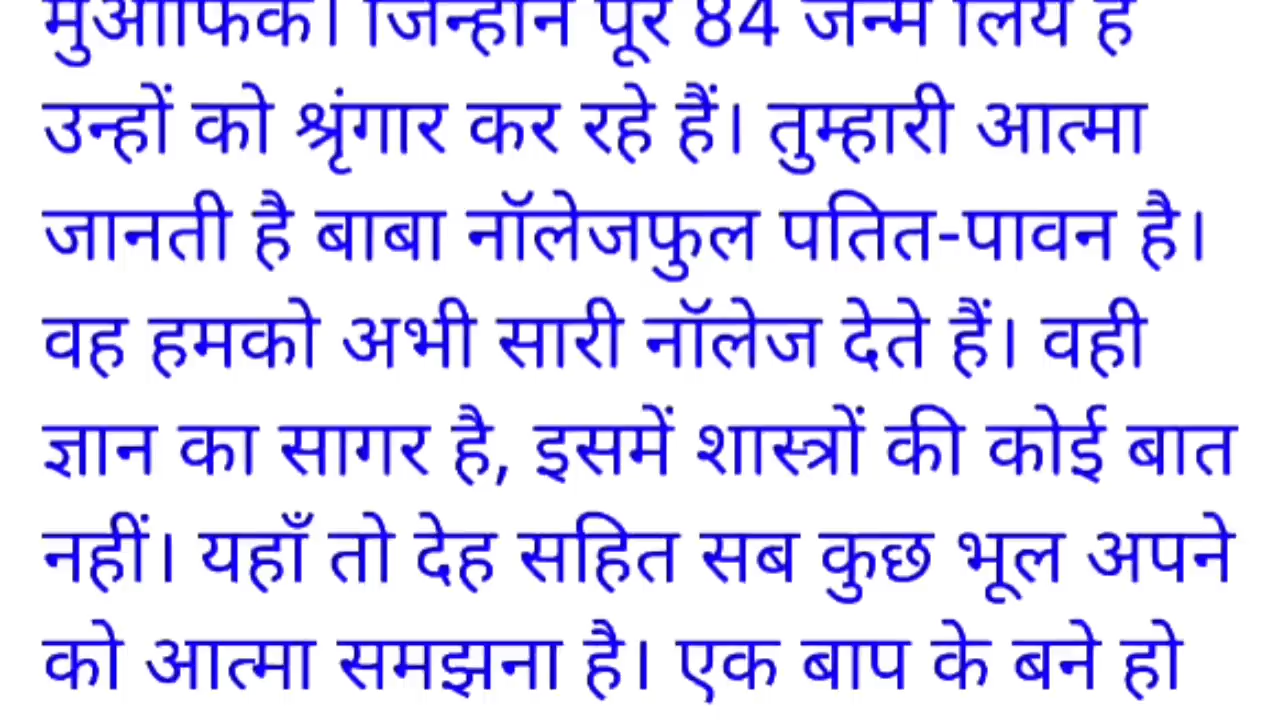 मुआफिक। जिन्होंने पूरे 84 जन्म लिये हैं
उन्हों को श्रृंगार कर रहे हैं। तुम्हारी आत्मा
जानती है बाबा नॉलेजफुल पतित-पावन है।
वह हमको अभी सारी नॉलेज देते हैं। वही
ज्ञान का सागर है, इसमें शास्त्रों की कोई बात
नहीं। यहाँ तो देह सहित सब कुछ भूल अपने
को आत्मा समझना है। एक बाप के बने हो